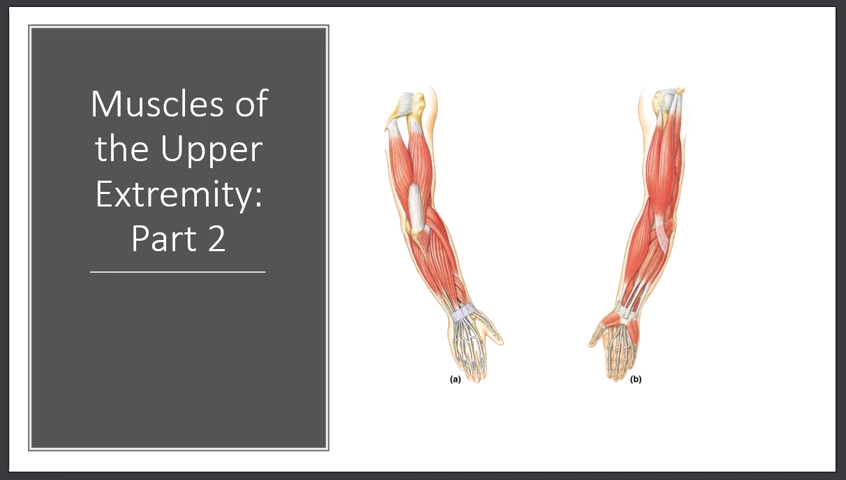 Muscles of
the Upper
Extremity:
Part 2
(a)
(b)